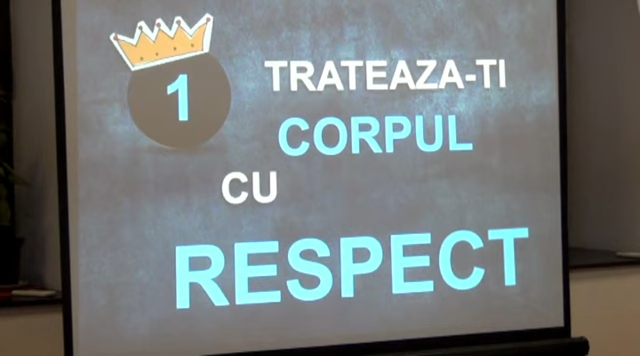 1
TRATEAZA-TI
CORPUL
CU
RESPECT